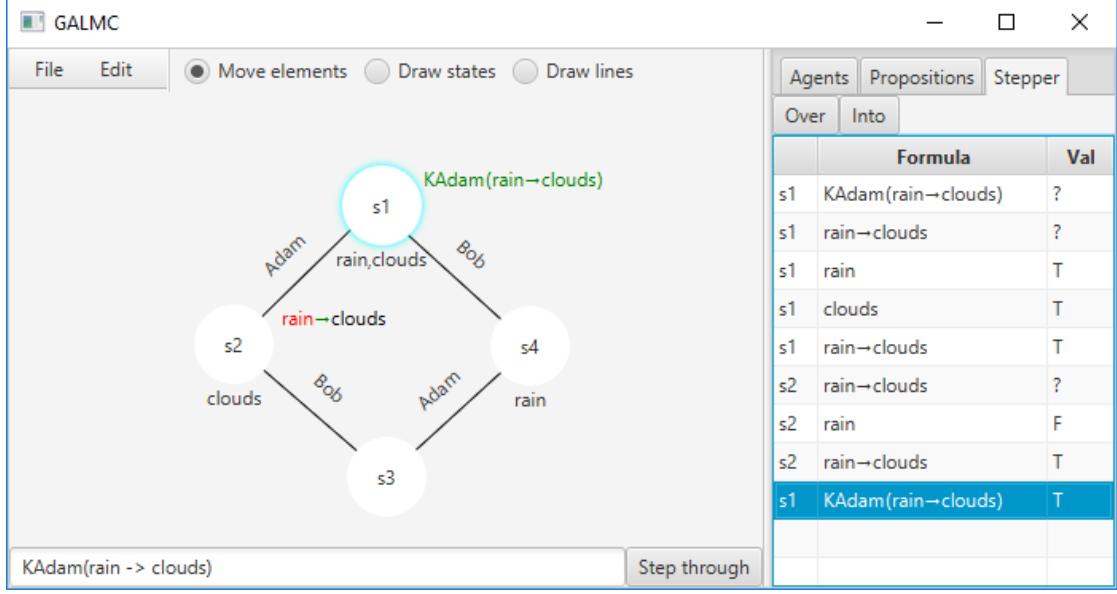 GALMC
File Edit Move elements Draw states Draw lines
Agents Propositions Stepper
Over Into
Formula Val
s1 KAdam(rain→clouds) ?
s1 rain→clouds ?
s1 rain T
s1 clouds T
s1 rain→clouds T
s2 rain→clouds ?
s2 rain F
s2 rain→clouds T
s1 KAdam(rain→clouds) T
KAdam(rain→clouds)
s1
rain,clouds
Adam
Bob
rain→clouds
s2
clouds
s4
rain
Bob
Adam
s3
KAdam(rain -> clouds)
Step through